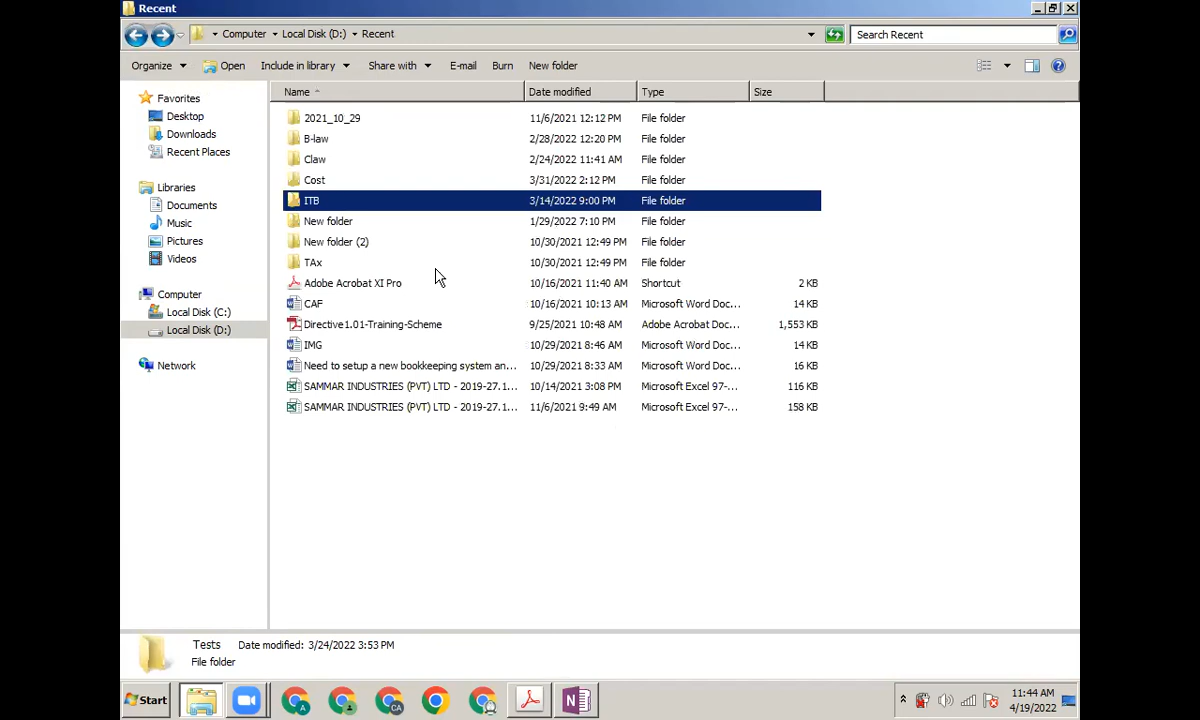 Recent
Computer Local Disk (D:) Recent
Search Recent
Organize Open Include in library Share with E-mail Burn New folder
Name Date modified Type Size
Favorites
Desktop
Downloads
Recent Places
Libraries
Documents
Music
Pictures
Videos
Computer
Local Disk (C:)
Local Disk (D:)
Network
2021_10_29 11/6/2021 12:12 PM File folder
B-law 2/28/2022 12:20 PM File folder
Claw 2/24/2022 11:41 AM File folder
Cost 3/31/2022 2:12 PM File folder
ITB 3/14/2022 9:00 PM File folder
New folder 1/29/2022 7:10 PM File folder
New folder (2) 10/30/2021 12:49 PM File folder
TAx 10/30/2021 12:49 PM File folder
Adobe Acrobat XI Pro 10/16/2021 11:40 AM Shortcut 2 KB
CAF 10/16/2021 10:13 AM Microsoft Word Doc... 14 KB
Directive1.01-Training-Scheme 9/25/2021 10:48 AM Adobe Acrobat Doc... 1,553 KB
IMG 10/29/2021 8:46 AM Microsoft Word Doc... 14 KB
Need to setup a new bookkeeping system an... 10/29/2021 8:33 AM Microsoft Word Doc... 16 KB
SAMMAR INDUSTRIES (PVT) LTD - 2019-27.1... 10/14/2021 3:08 PM Microsoft Excel 97-... 116 KB
SAMMAR INDUSTRIES (PVT) LTD - 2019-27.1... 11/6/2021 9:49 AM Microsoft Excel 97-... 158 KB
Tests Date modified: 3/24/2022 3:53 PM
File folder
Start
A
CA
N
11:44 AM
4/19/2022